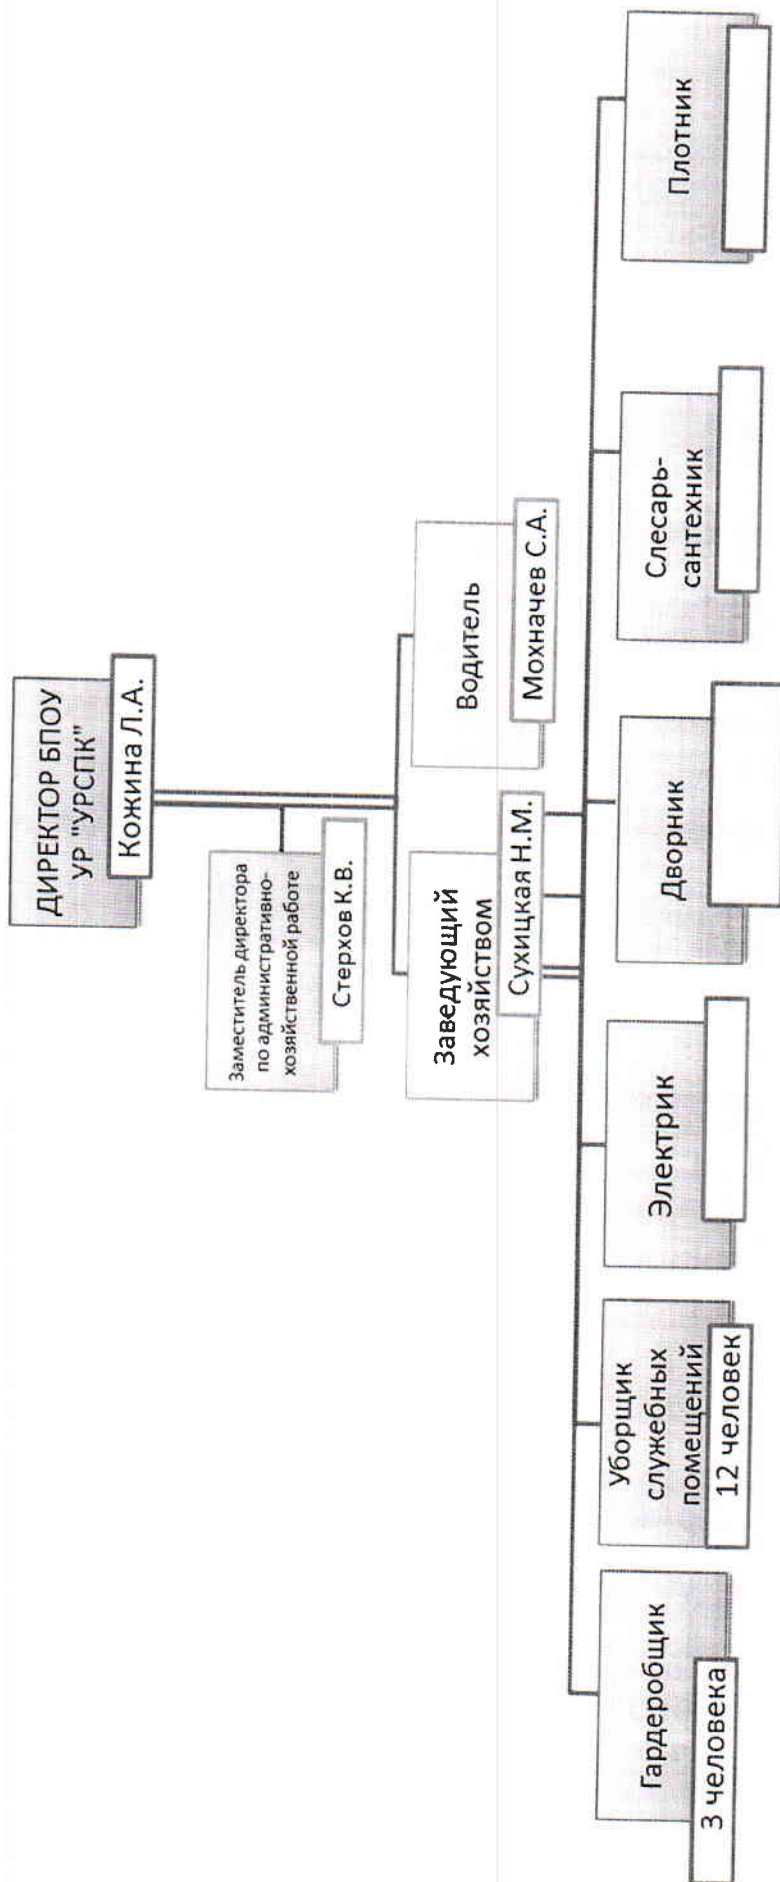 ДИРЕКТОР БПОУ
УР "УРСПК"
Кожина Л.А.
Заместитель директора
по административно-
хозяйственной работе
Стерхов К.В.
Заведующий
хозяйством
Сухицкая Н.М.
Водитель
Мохначев С.А.
Гардеробщик
3 человека
Уборщик
служебных
помещений
12 человек
Электрик
Дворник
Слесарь-
сантехник
Плотник